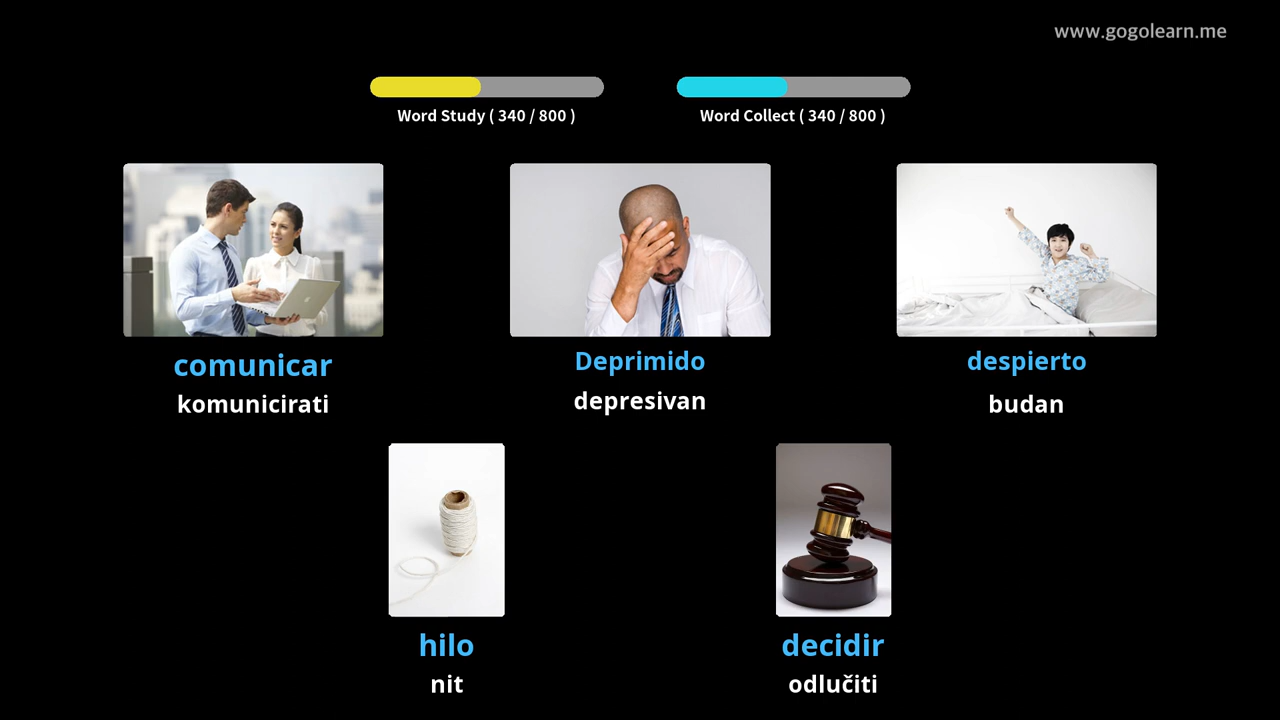 www.gogolearn.me
Word Study ( 340 / 800 )
Word Collect ( 340 / 800 )
comunicar
komunicirati
Deprimido
depresivan
despierto
budan
hilo
nit
decidir
odlučiti